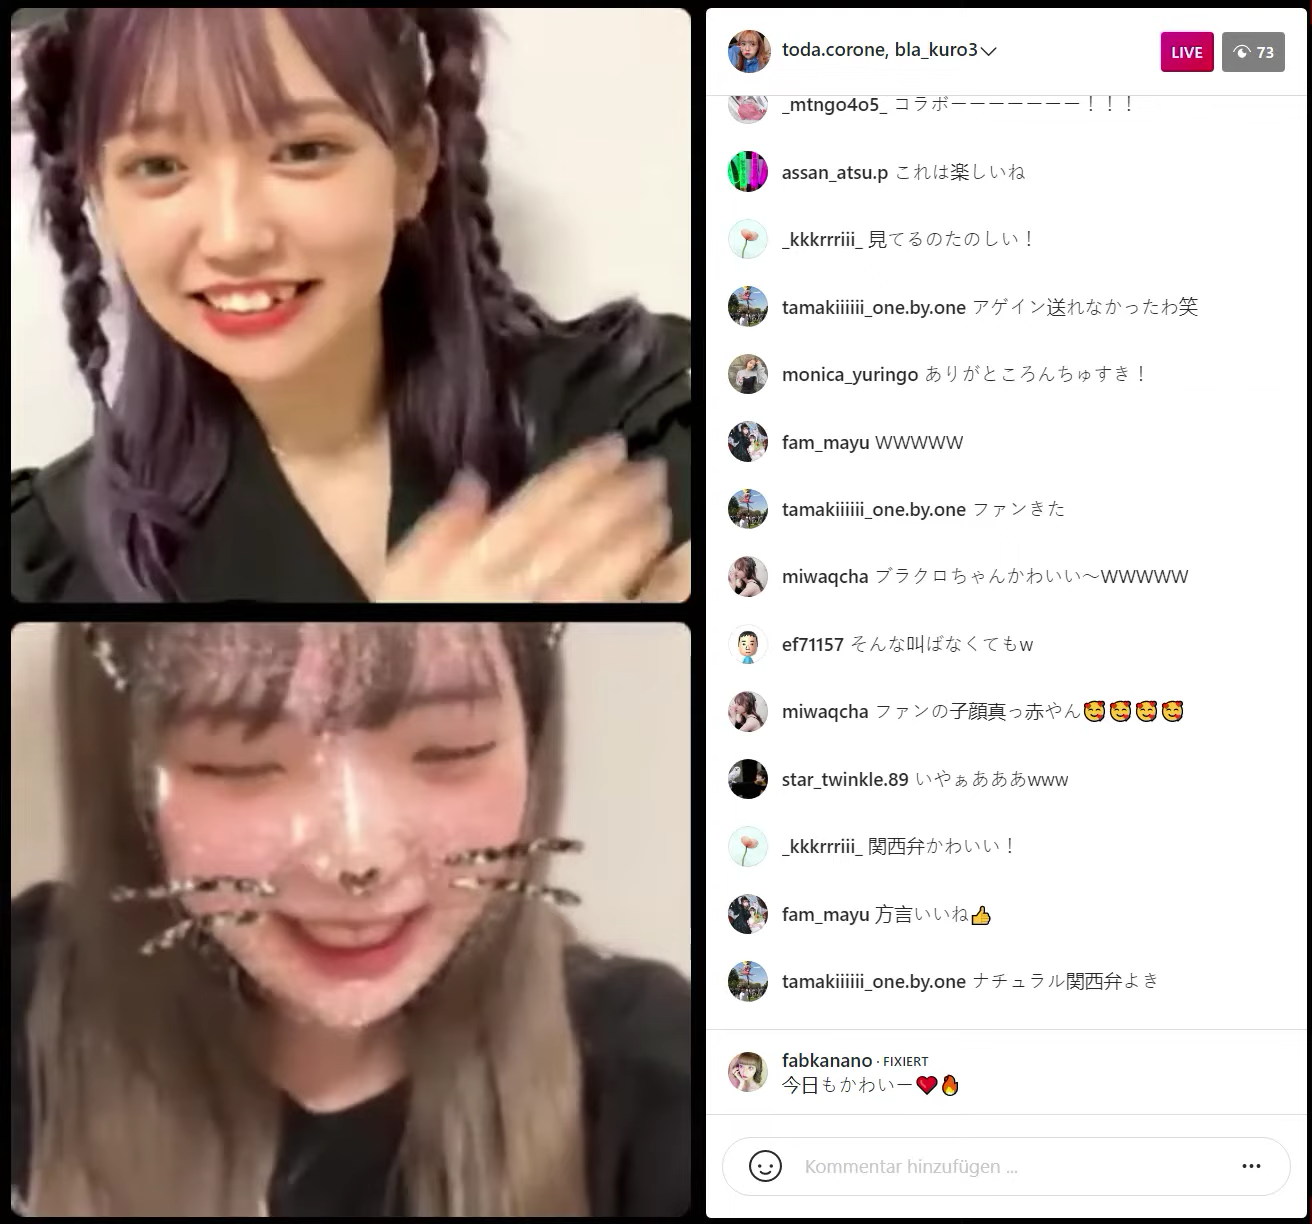 toda.corone, bla_kuro3
LIVE
73
_mtngo4o5_ コラボーーーーーーー！！！
assan_atsu.p これは楽しいね
_kkkrrriii_ 見てるのたのしい！
tamakiiiiii_one.by.one アゲイン送れなかったわ笑
monica_yuringo ありがところんちゅすき！
fam_mayu WWWWW
tamakiiiiii_one.by.one ファンきた
miwaqcha ブラクロちゃんかわいい〜WWWWW
ef71157 そんな叫ばなくてもw
miwaqcha ファンの子顔真っ赤やん🥰🥰🥰🥰
star_twinkle.89 いやぁあああwww
_kkkrrriii_ 関西弁かわいい！
fam_mayu 方言いいね👍
tamakiiiiii_one.by.one ナチュラル関西弁よき
fabkanano · FIXIERT
今日もかわいー❤️🔥
Kommentar hinzufügen ...